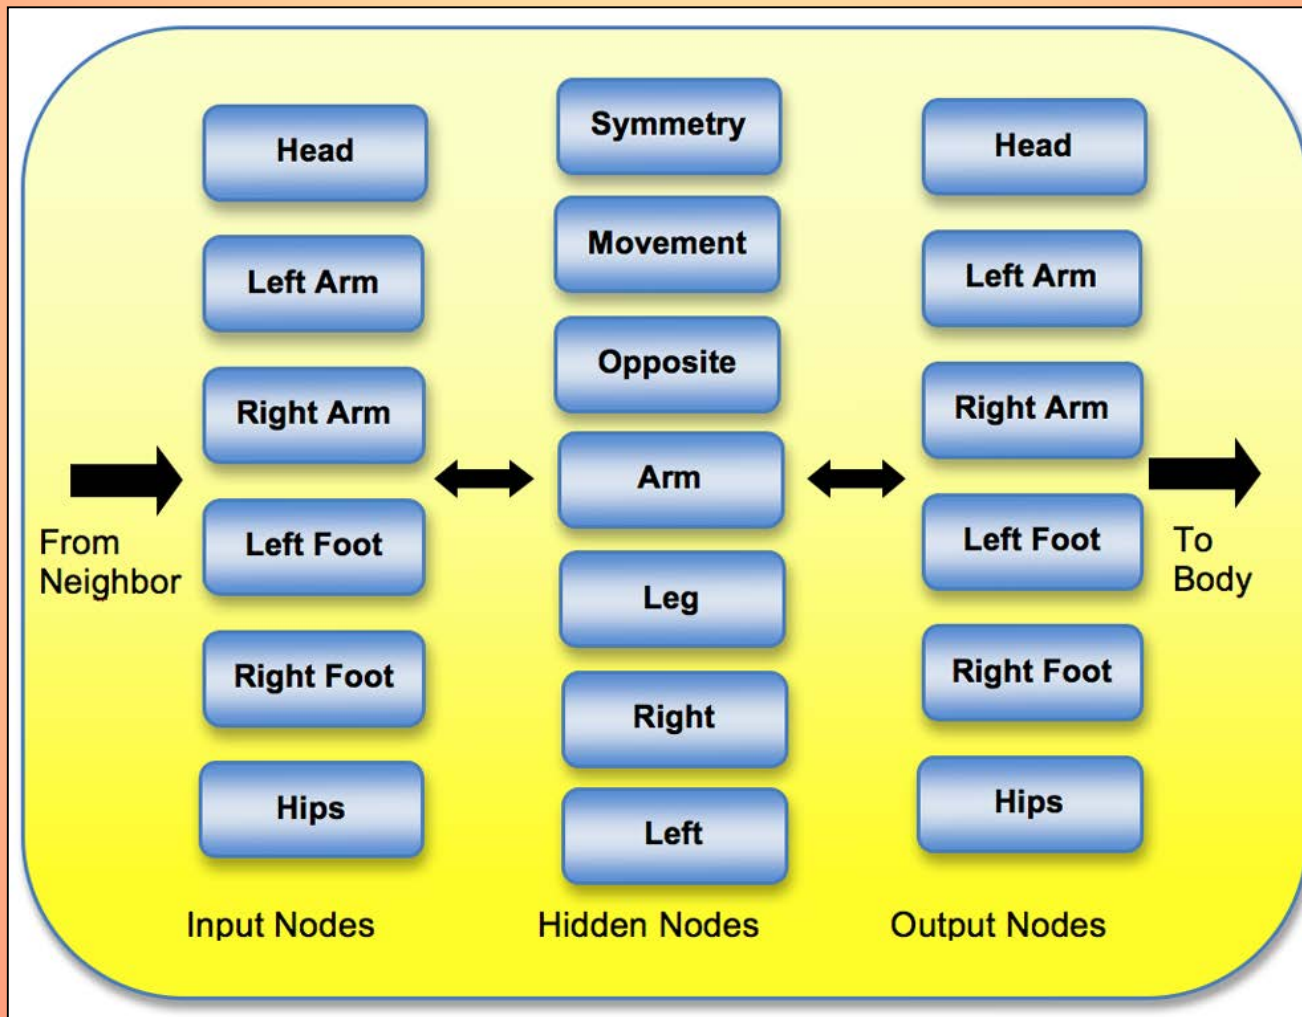 Head
Left Arm
Right Arm
Left Foot
Right Foot
Hips
Input Nodes
Symmetry
Movement
Opposite
Arm
Leg
Right
Left
Hidden Nodes
Head
Left Arm
Right Arm
Left Foot
Right Foot
Hips
Output Nodes
From
Neighbor
To
Body